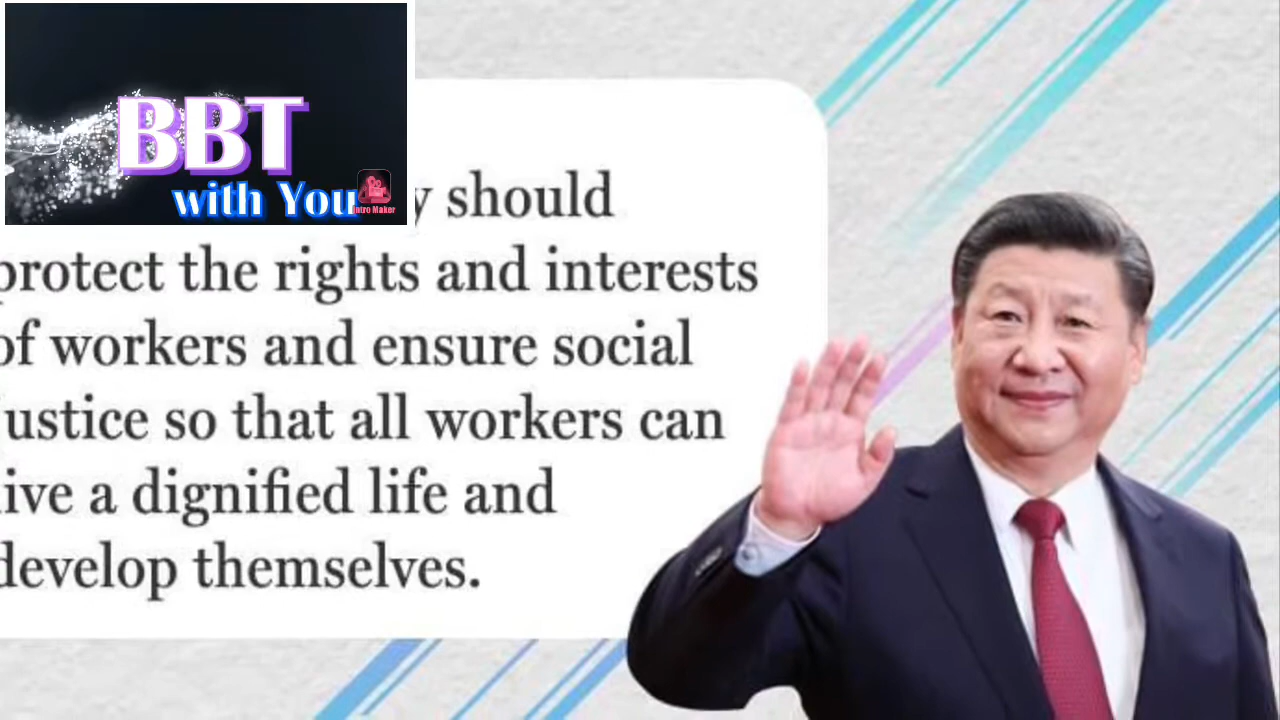 BBT
with You
Intro Maker
y should
protect the rights and interests
of workers and ensure social
justice so that all workers can
live a dignified life and
develop themselves.